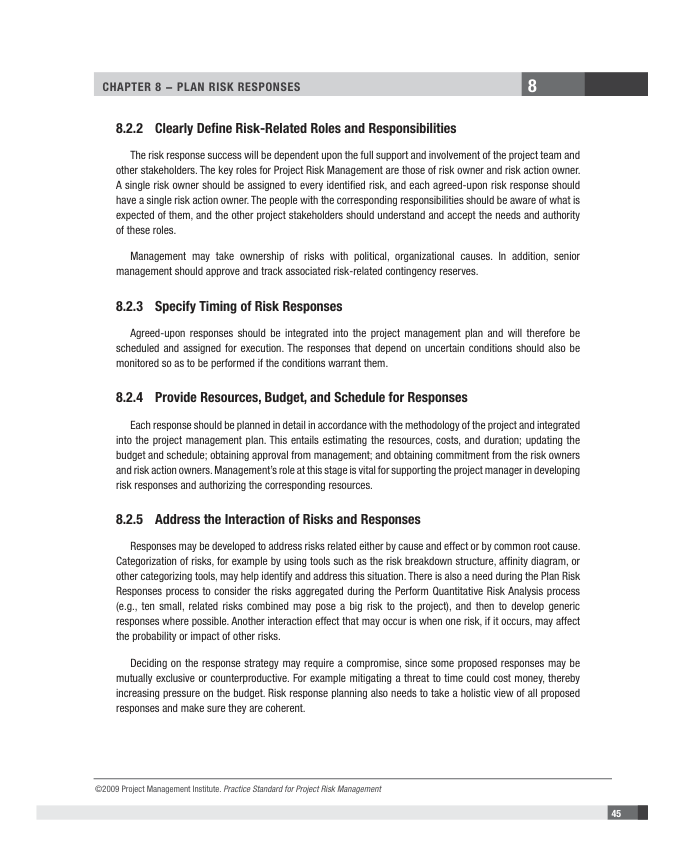 CHAPTER 8 – PLAN RISK RESPONSES
8
8.2.2 Clearly Define Risk-Related Roles and Responsibilities
The risk response success will be dependent upon the full support and involvement of the project team and
other stakeholders. The key roles for Project Risk Management are those of risk owner and risk action owner.
A single risk owner should be assigned to every identified risk, and each agreed-upon risk response should
have a single risk action owner. The people with the corresponding responsibilities should be aware of what is
expected of them, and the other project stakeholders should understand and accept the needs and authority
of these roles.
Management may take ownership of risks with political, organizational causes. In addition, senior
management should approve and track associated risk-related contingency reserves.
8.2.3 Specify Timing of Risk Responses
Agreed-upon responses should be integrated into the project management plan and will therefore be
scheduled and assigned for execution. The responses that depend on uncertain conditions should also be
monitored so as to be performed if the conditions warrant them.
8.2.4 Provide Resources, Budget, and Schedule for Responses
Each response should be planned in detail in accordance with the methodology of the project and integrated
into the project management plan. This entails estimating the resources, costs, and duration; updating the
budget and schedule; obtaining approval from management; and obtaining commitment from the risk owners
and risk action owners. Management's role at this stage is vital for supporting the project manager in developing
risk responses and authorizing the corresponding resources.
8.2.5 Address the Interaction of Risks and Responses
Responses may be developed to address risks related either by cause and effect or by common root cause.
Categorization of risks, for example by using tools such as the risk breakdown structure, affinity diagram, or
other categorizing tools, may help identify and address this situation. There is also a need during the Plan Risk
Responses process to consider the risks aggregated during the Perform Quantitative Risk Analysis process
(e.g., ten small, related risks combined may pose a big risk to the project), and then to develop generic
responses where possible. Another interaction effect that may occur is when one risk, if it occurs, may affect
the probability or impact of other risks.
Deciding on the response strategy may require a compromise, since some proposed responses may be
mutually exclusive or counterproductive. For example mitigating a threat to time could cost money, thereby
increasing pressure on the budget. Risk response planning also needs to take a holistic view of all proposed
responses and make sure they are coherent.
©2009 Project Management Institute. Practice Standard for Project Risk Management
45